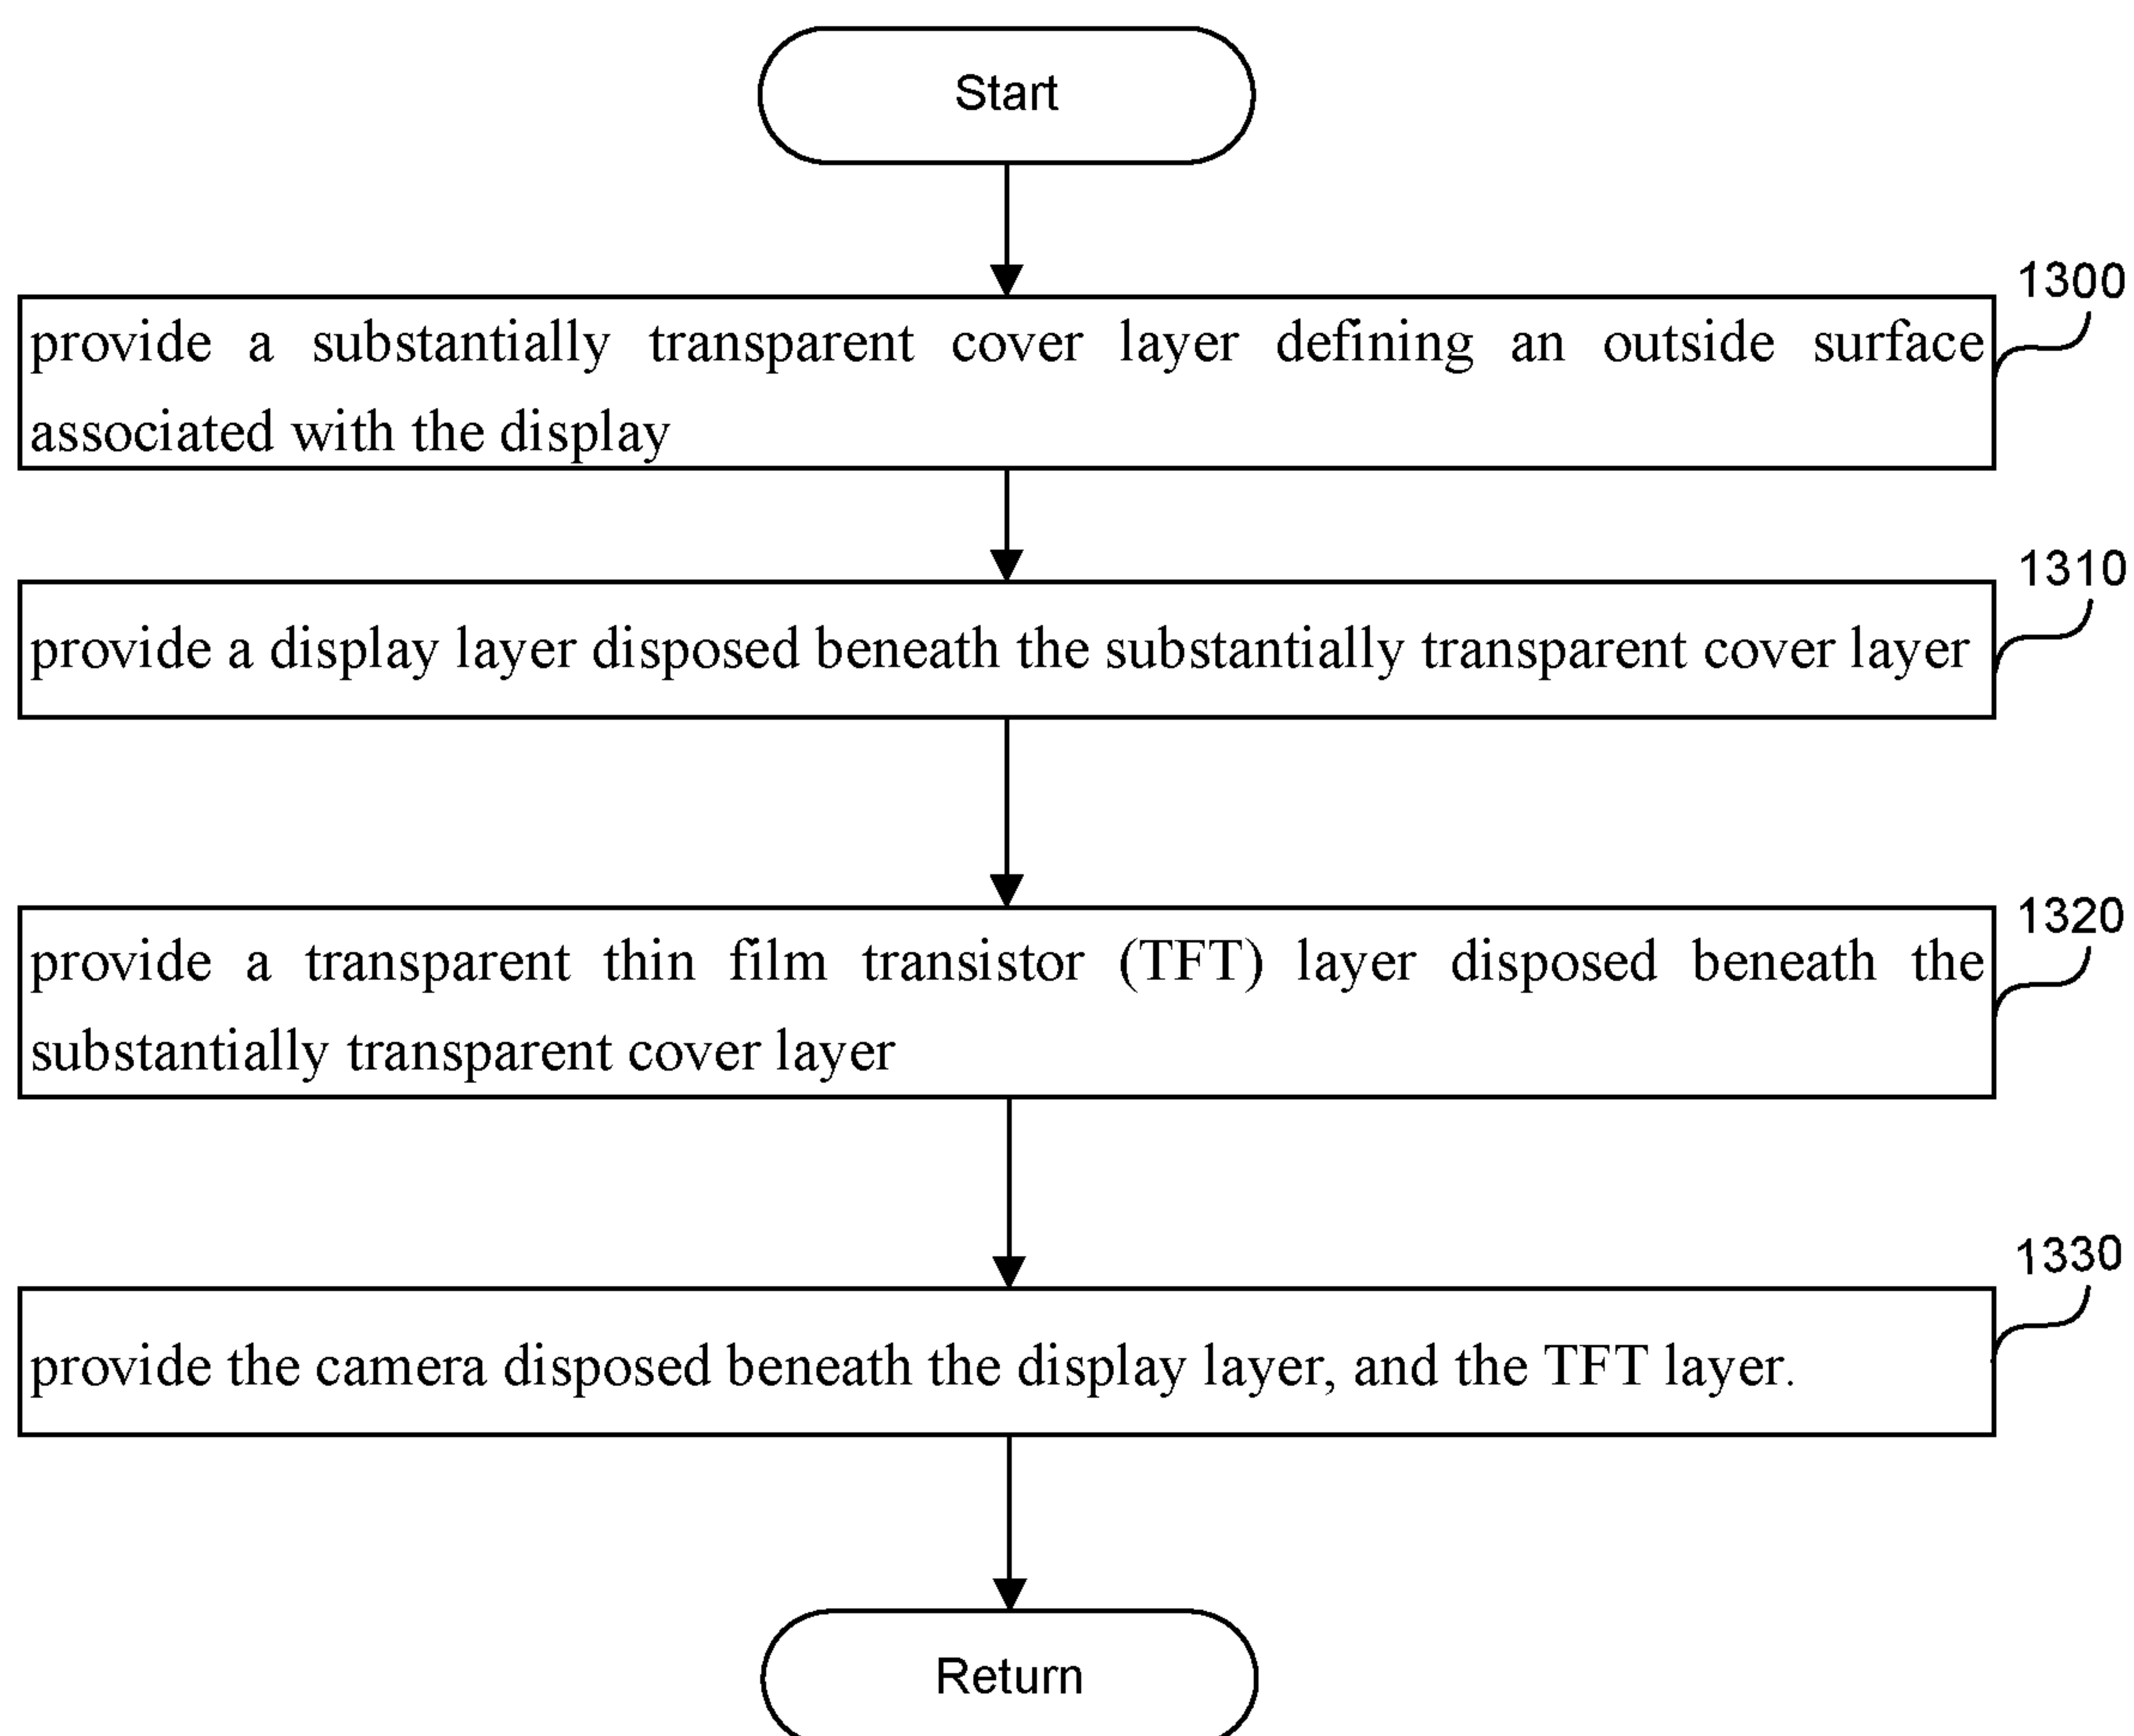 Start
1300
provide a substantially transparent cover layer defining an outside surface
associated with the display
1310
provide a display layer disposed beneath the substantially transparent cover layer
1320
provide a transparent thin film transistor (TFT) layer disposed beneath the
substantially transparent cover layer
1330
provide the camera disposed beneath the display layer, and the TFT layer.
Return